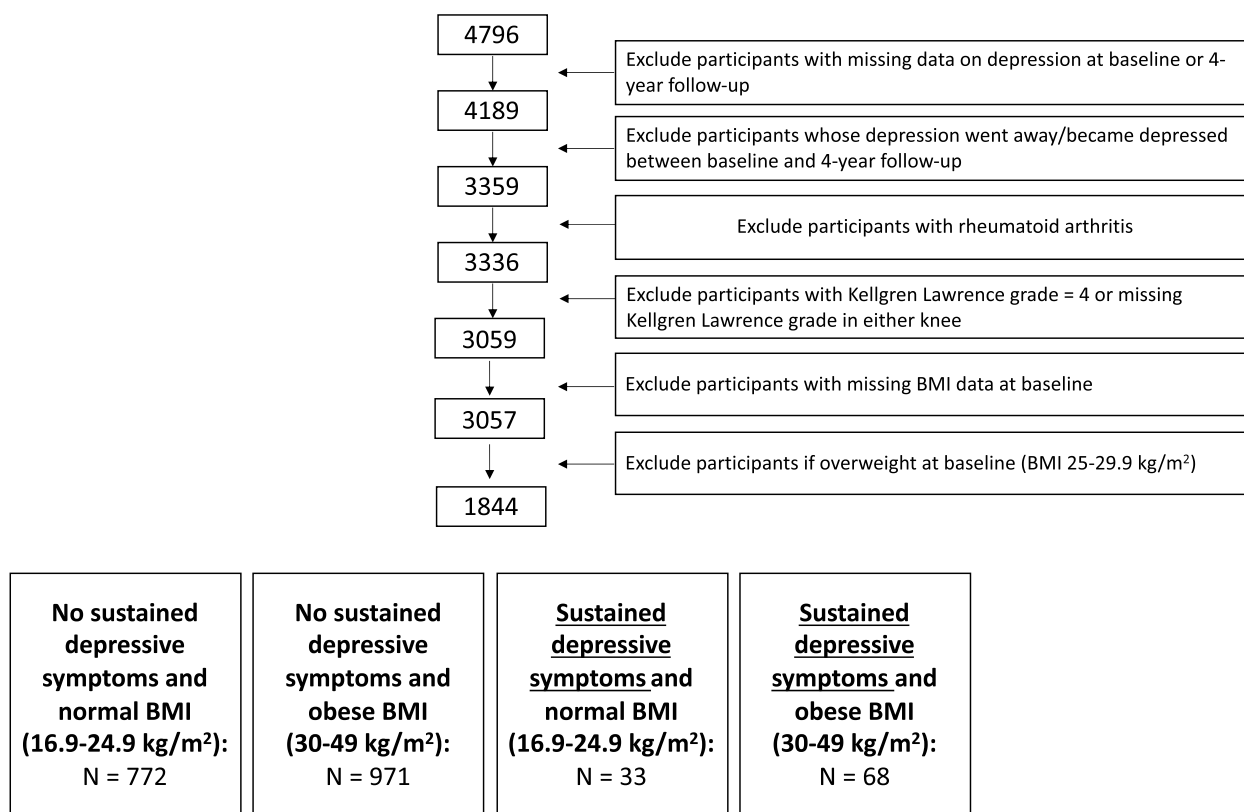 4796
Exclude participants with missing data on depression at baseline or 4-
year follow-up
4189
Exclude participants whose depression went away/became depressed
between baseline and 4-year follow-up
3359
Exclude participants with rheumatoid arthritis
3336
Exclude participants with Kellgren Lawrence grade = 4 or missing
Kellgren Lawrence grade in either knee
3059
Exclude participants with missing BMI data at baseline
3057
Exclude participants if overweight at baseline (BMI 25-29.9 kg/m²)
1844
No sustained
depressive
symptoms and
normal BMI
(16.9-24.9 kg/m²):
N = 772
No sustained
depressive
symptoms and
obese BMI
(30-49 kg/m²):
N = 971
Sustained
depressive
symptoms and
normal BMI
(16.9-24.9 kg/m²):
N = 33
Sustained
depressive
symptoms and
obese BMI
(30-49 kg/m²):
N = 68